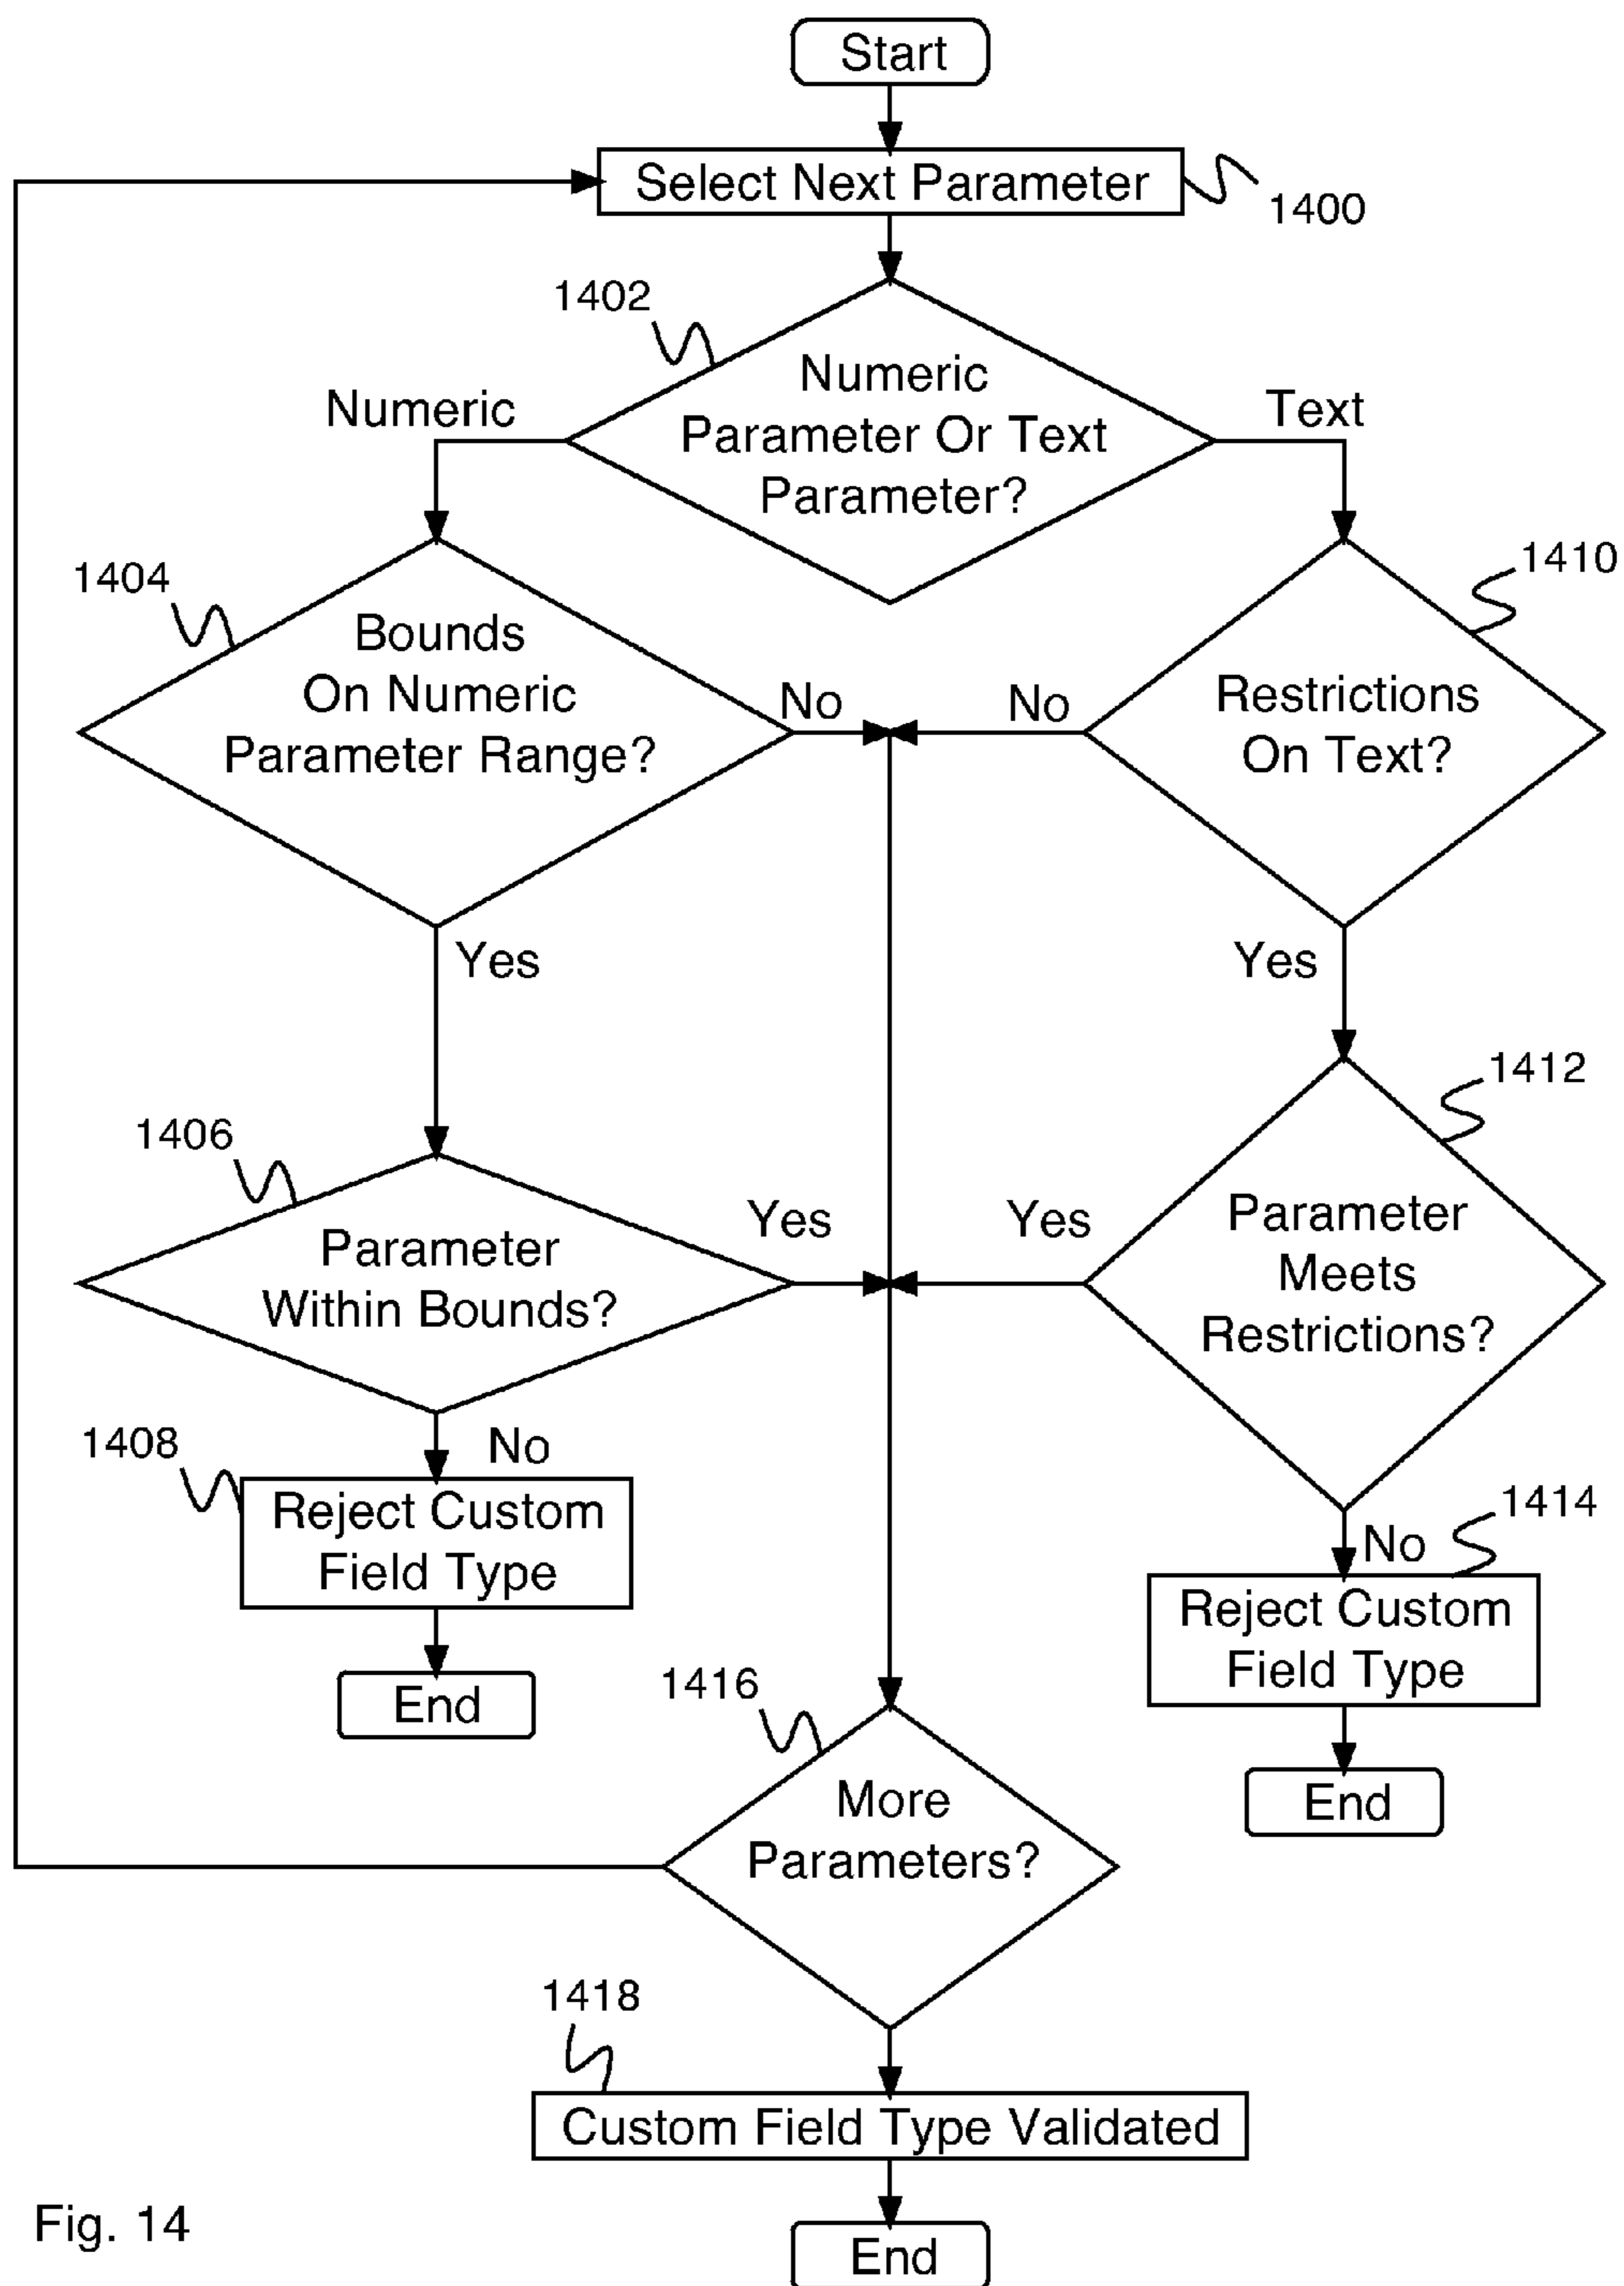 Start
Select Next Parameter
1400
1402
Numeric
Parameter Or Text
Parameter?
Numeric
Text
1404
Bounds
On Numeric
Parameter Range?
No
No
1410
Restrictions
On Text?
Yes
Yes
1406
Parameter
Within Bounds?
Yes
Yes
1412
Parameter
Meets
Restrictions?
1408
No
Reject Custom
Field Type
End
No
1414
Reject Custom
Field Type
End
1416
More
Parameters?
1418
Custom Field Type Validated
End
Fig. 14